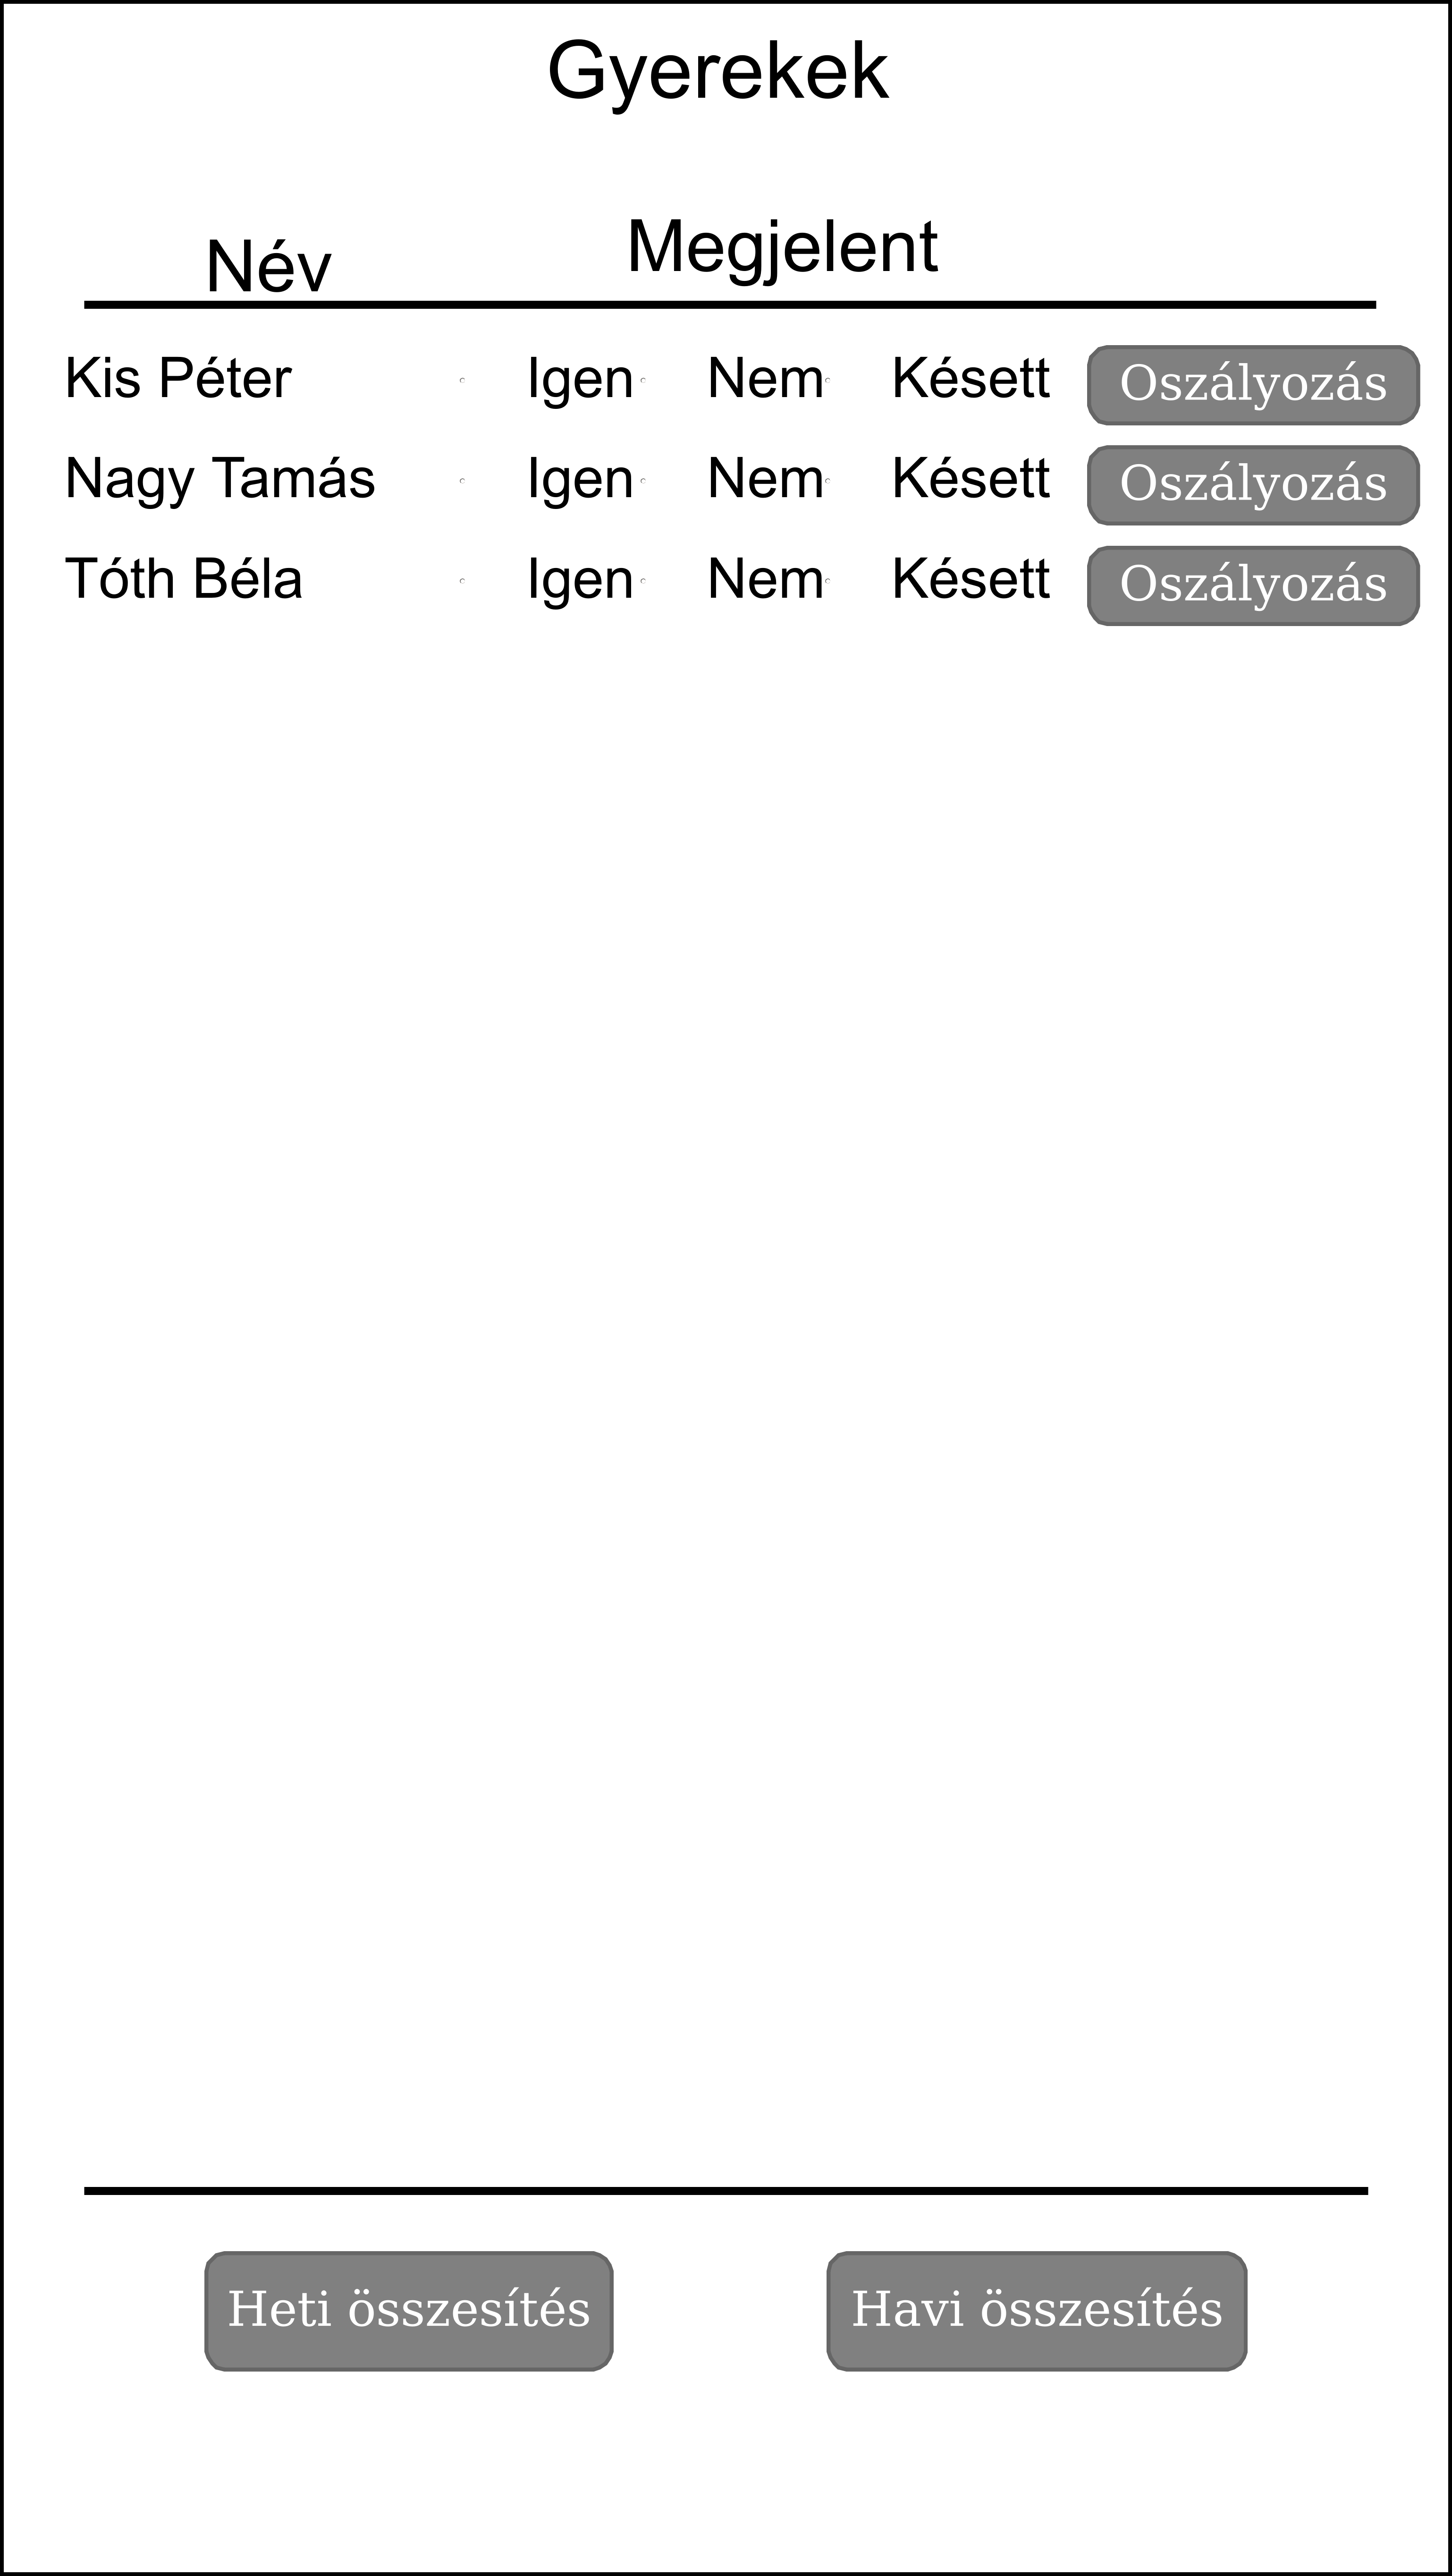 Gyerekek
Név Megjelent
Kis Péter Igen Nem Késett Oszályozás
Nagy Tamás Igen Nem Késett Oszályozás
Tóth Béla Igen Nem Késett Oszályozás
Heti összesítés Havi összesítés